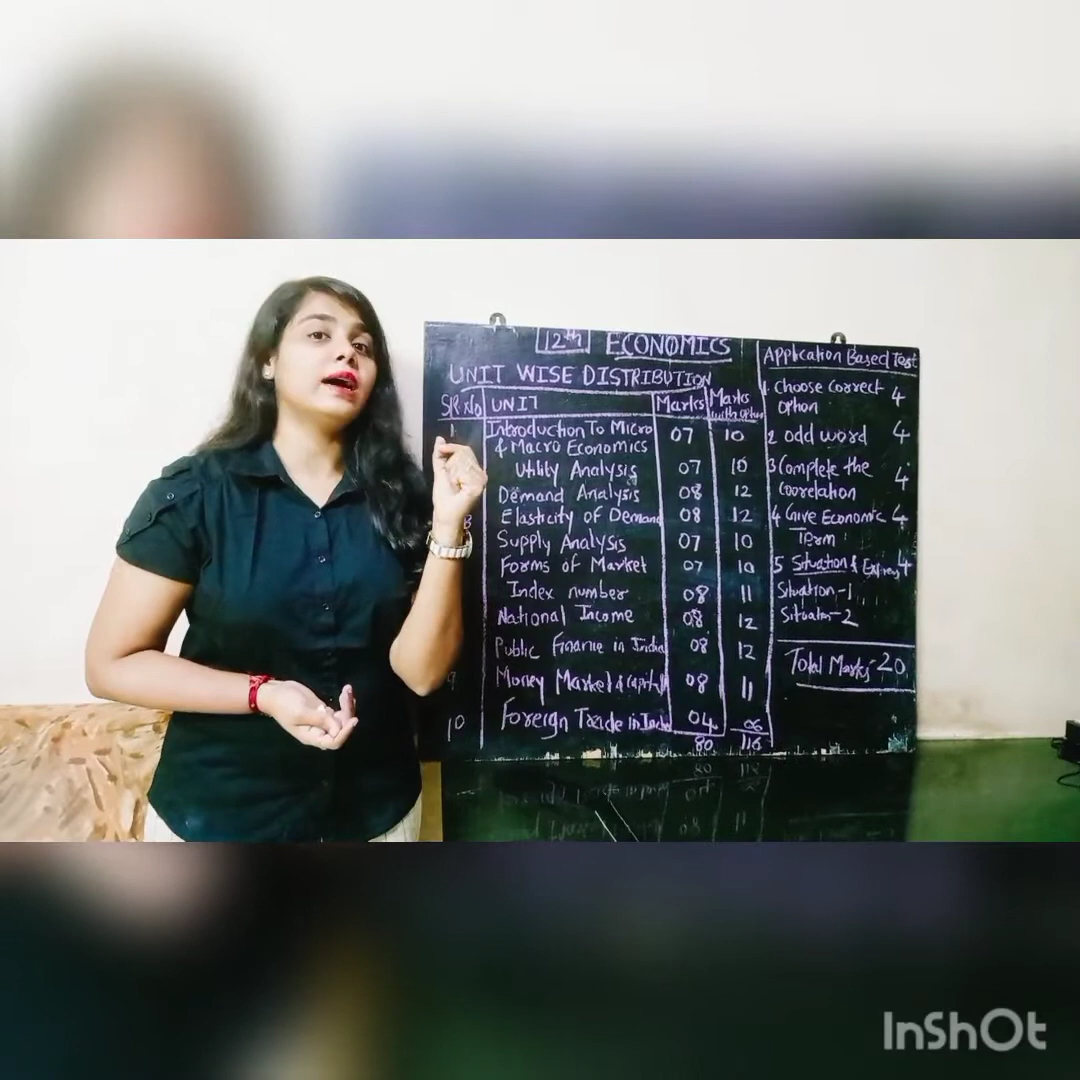 12th ECONOMICS
UNIT WISE DISTRIBUTION
SR.No UNIT Marks Marks
(with option
1 Introduction To Micro 07 10
& Macro Economics
Utility Analysis 07 10
Demand Analysis 08 12
B Elasticity of Demand 08 12
Supply Analysis 07 10
Forms of Market 07 10
Index number 08 11
National Income 08 12
Public Finance in India 08 12
9 Money Market & Capital 08 11
10 Foreign Trade in India 04 06
80 116
Application Based Test
1. Choose correct 4
option
2 odd word 4
3 Complete the 4
Coorelation
4 Give Economic 4
Term
5 Situation & Express 4
Situation-1
Situation-2
Total Marks-20
InShOt